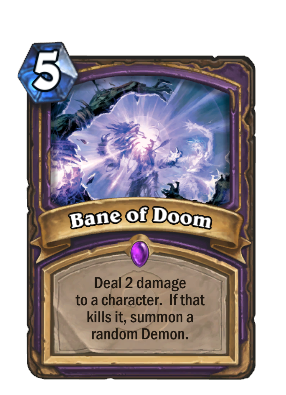 5
Bane of Doom
Deal 2 damage
to a character. If that
kills it, summon a
random Demon.